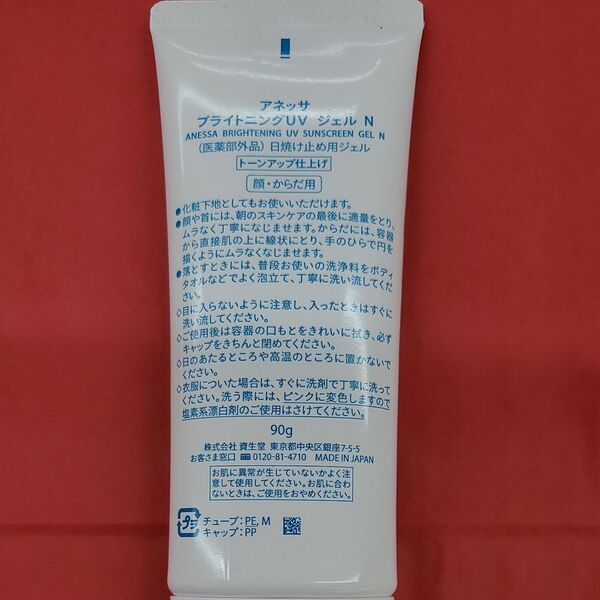 アネッサ
ブライトニングUV ジェル N
ANESSA BRIGHTENING UV SUNSCREEN GEL N
(医薬部外品) 日焼け止め用ジェル
トーンアップ仕上げ
顔・からだ用
●化粧下地としてもお使いいただけます。
●顔や首には、朝のスキンケアの最後に適量をとり、
ムラなく丁寧になじませます。からだには、容器
から直接肌の上に線状にとり、手のひらで円を
描くようにムラなくなじませます。
●落とすときには、普段お使いの洗浄料をボディ
タオルなどでよく泡立て、丁寧に洗い流してくだ
さい。
◇目に入らないように注意し、入ったときはすぐに
洗い流してください。
◇ご使用後は容器の口もとをきれいに拭き、必ず
キャップをきちんと閉めてください。
◇日のあたるところや高温のところに置かないで
ください。
◇衣服についた場合は、すぐに洗剤で丁寧に洗って
ください。洗う際には、ピンクに変色しますので
塩素系漂白剤のご使用はさけてください。
90g
株式会社 資生堂 東京都中央区銀座7-5-5
お客さま窓口 0120-81-4710 MADE IN JAPAN
お肌に異常が生じていないかよく注
意して使用してください。お肌に合わ
ないときは、ご使用をおやめください。
プラ チューブ:PE, M
キャップ:PP